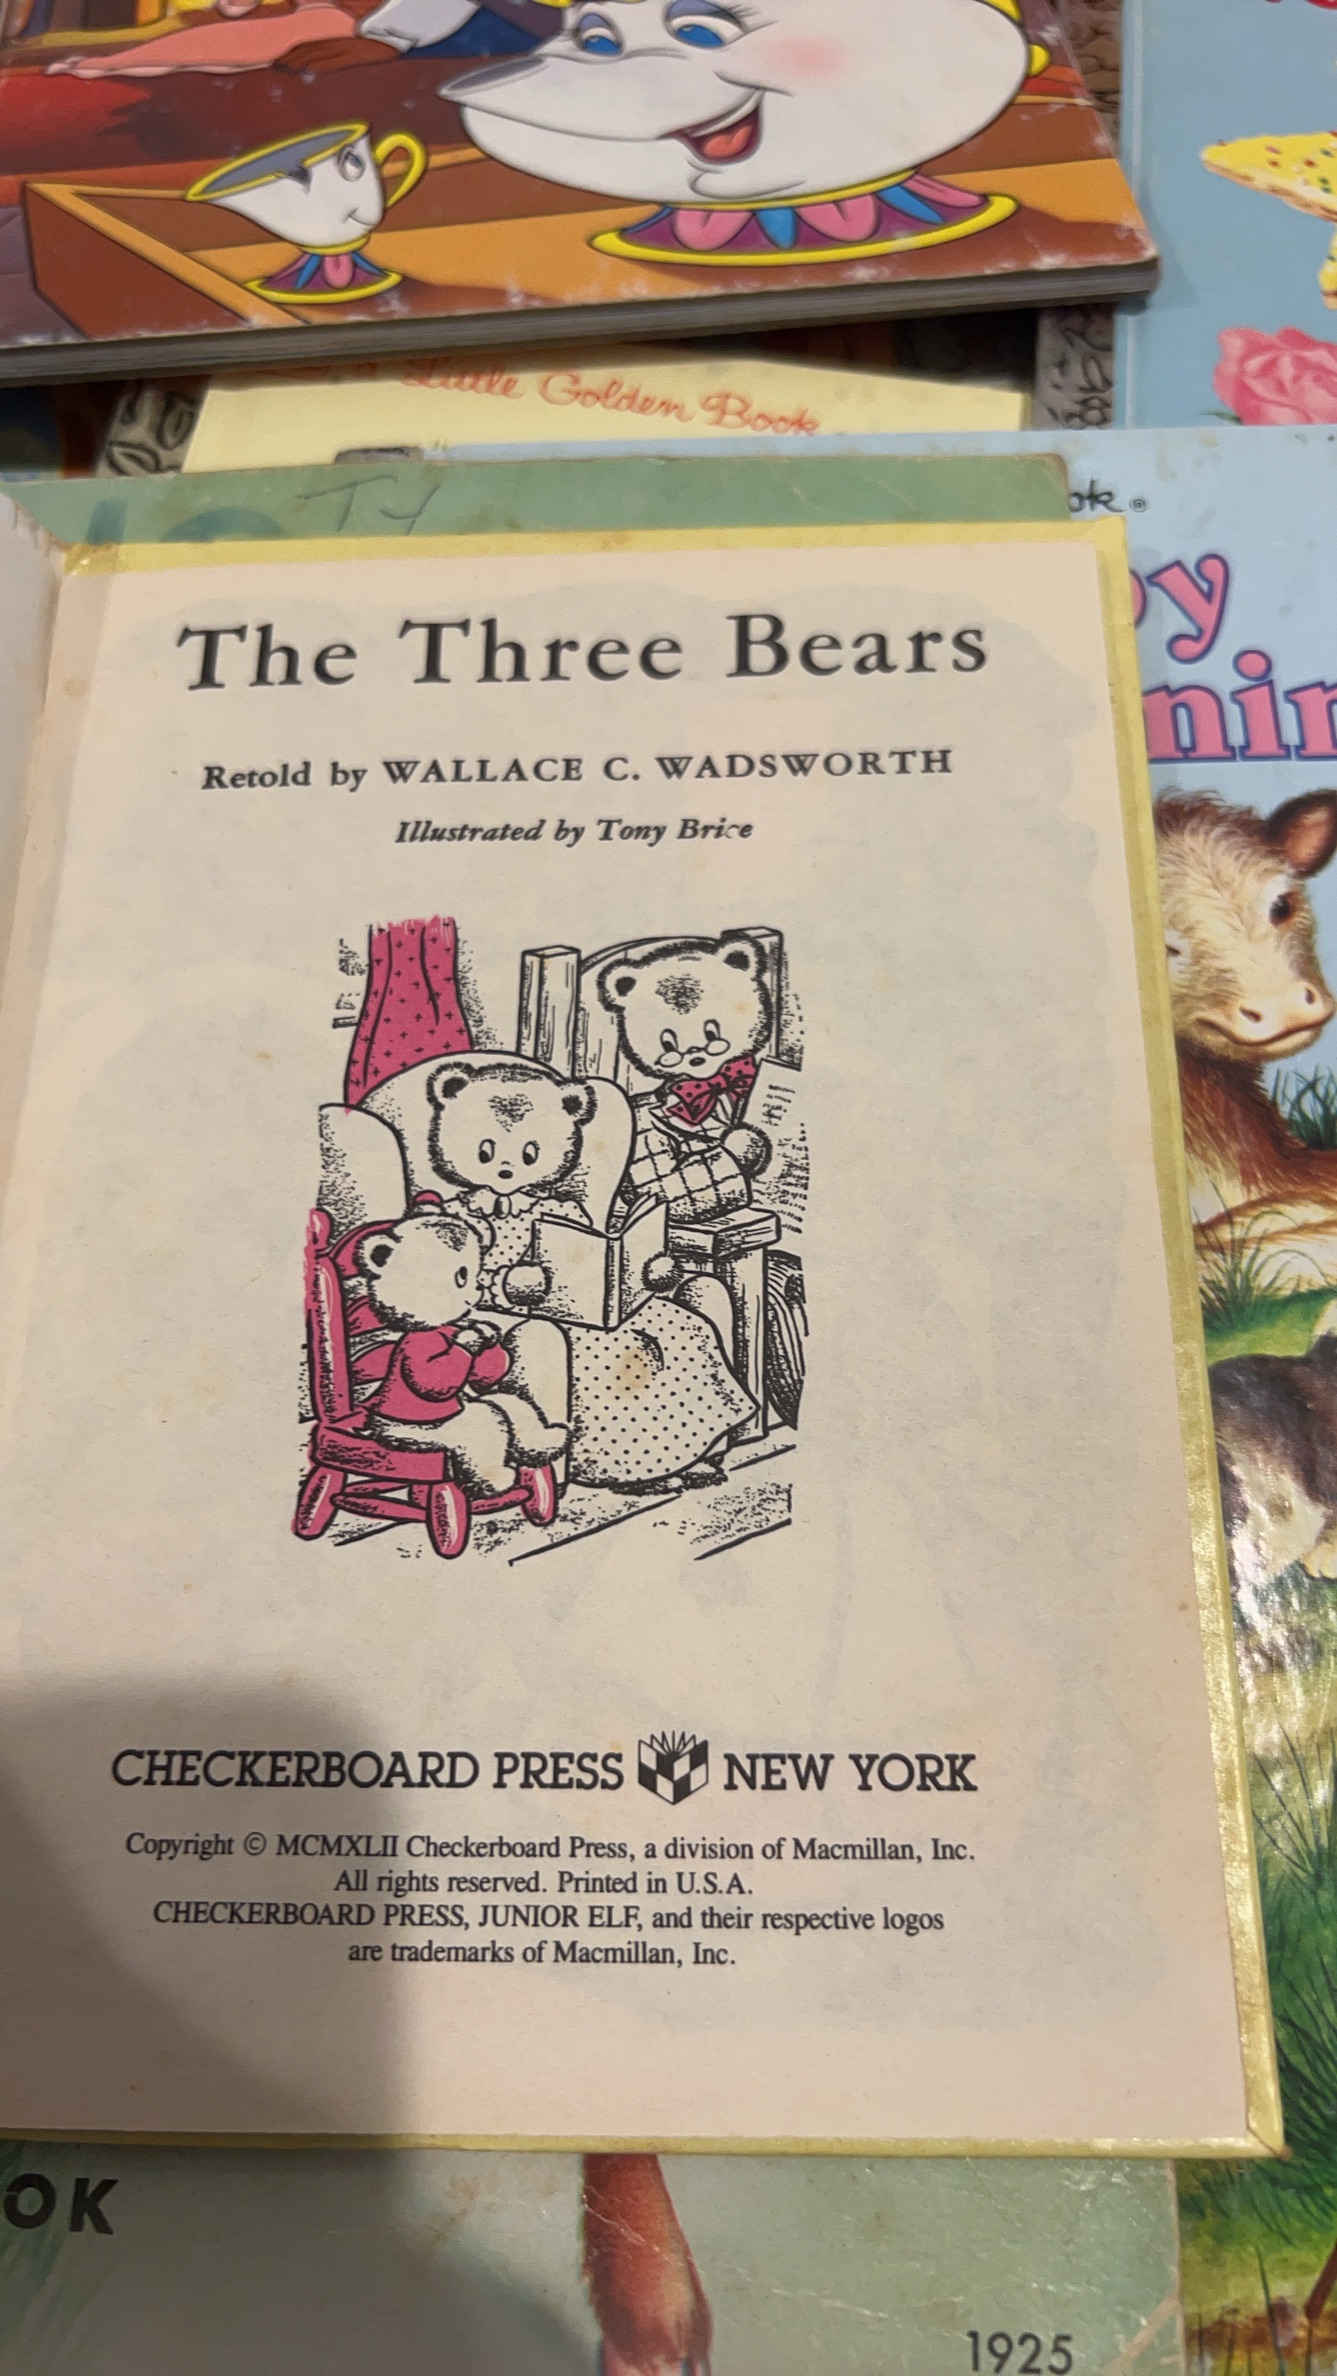 a Little Golden Book
TY
The Three Bears
Retold by WALLACE C. WADSWORTH
Illustrated by Tony Brice
CHECKERBOARD PRESS NEW YORK
Copyright © MCMXLII Checkerboard Press, a division of Macmillan, Inc.
All rights reserved. Printed in U.S.A.
CHECKERBOARD PRESS, JUNIOR ELF, and their respective logos
are trademarks of Macmillan, Inc.
OK
1925